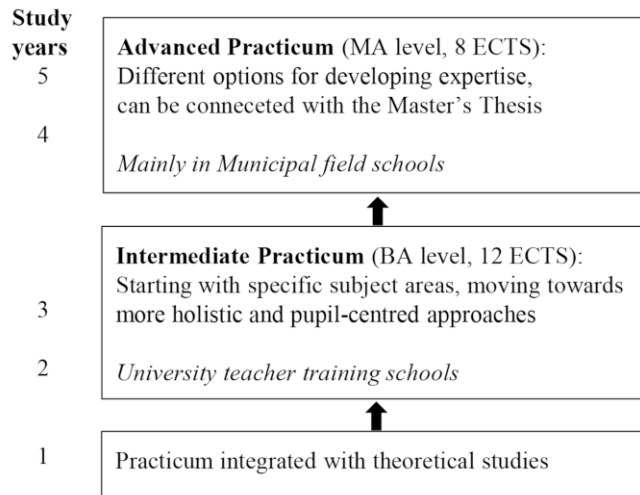 Study
years
Advanced Practicum (MA level, 8 ECTS):
5
Different options for developing expertise,
can be conneceted with the Master's Thesis
4
Mainly in Municipal field schools
Intermediate Practicum (BA level, 12 ECTS):
Starting with specific subject areas, moving towards
3
more holistic and pupil-centred approaches
2
University teacher training schools
1
Practicum integrated with theoretical studies